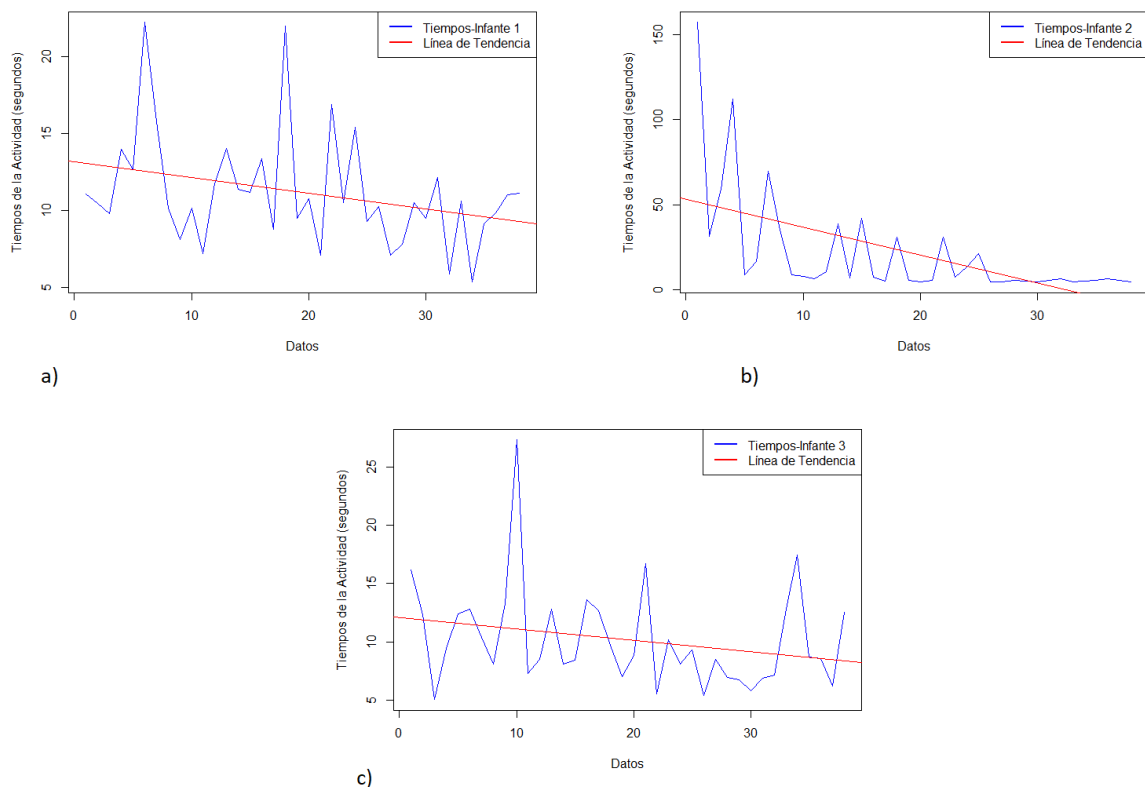 Tiempos-Infante 1
Línea de Tendencia
Tiempos de la Actividad (segundos)
20
15
10
5
0
10
20
30
Datos
a)
Tiempos-Infante 2
Línea de Tendencia
Tiempos de la Actividad (segundos)
150
100
50
0
0
10
20
30
Datos
b)
Tiempos-Infante 3
Línea de Tendencia
Tiempos de la Actividad (segundos)
25
20
15
10
5
0
10
20
30
Datos
c)